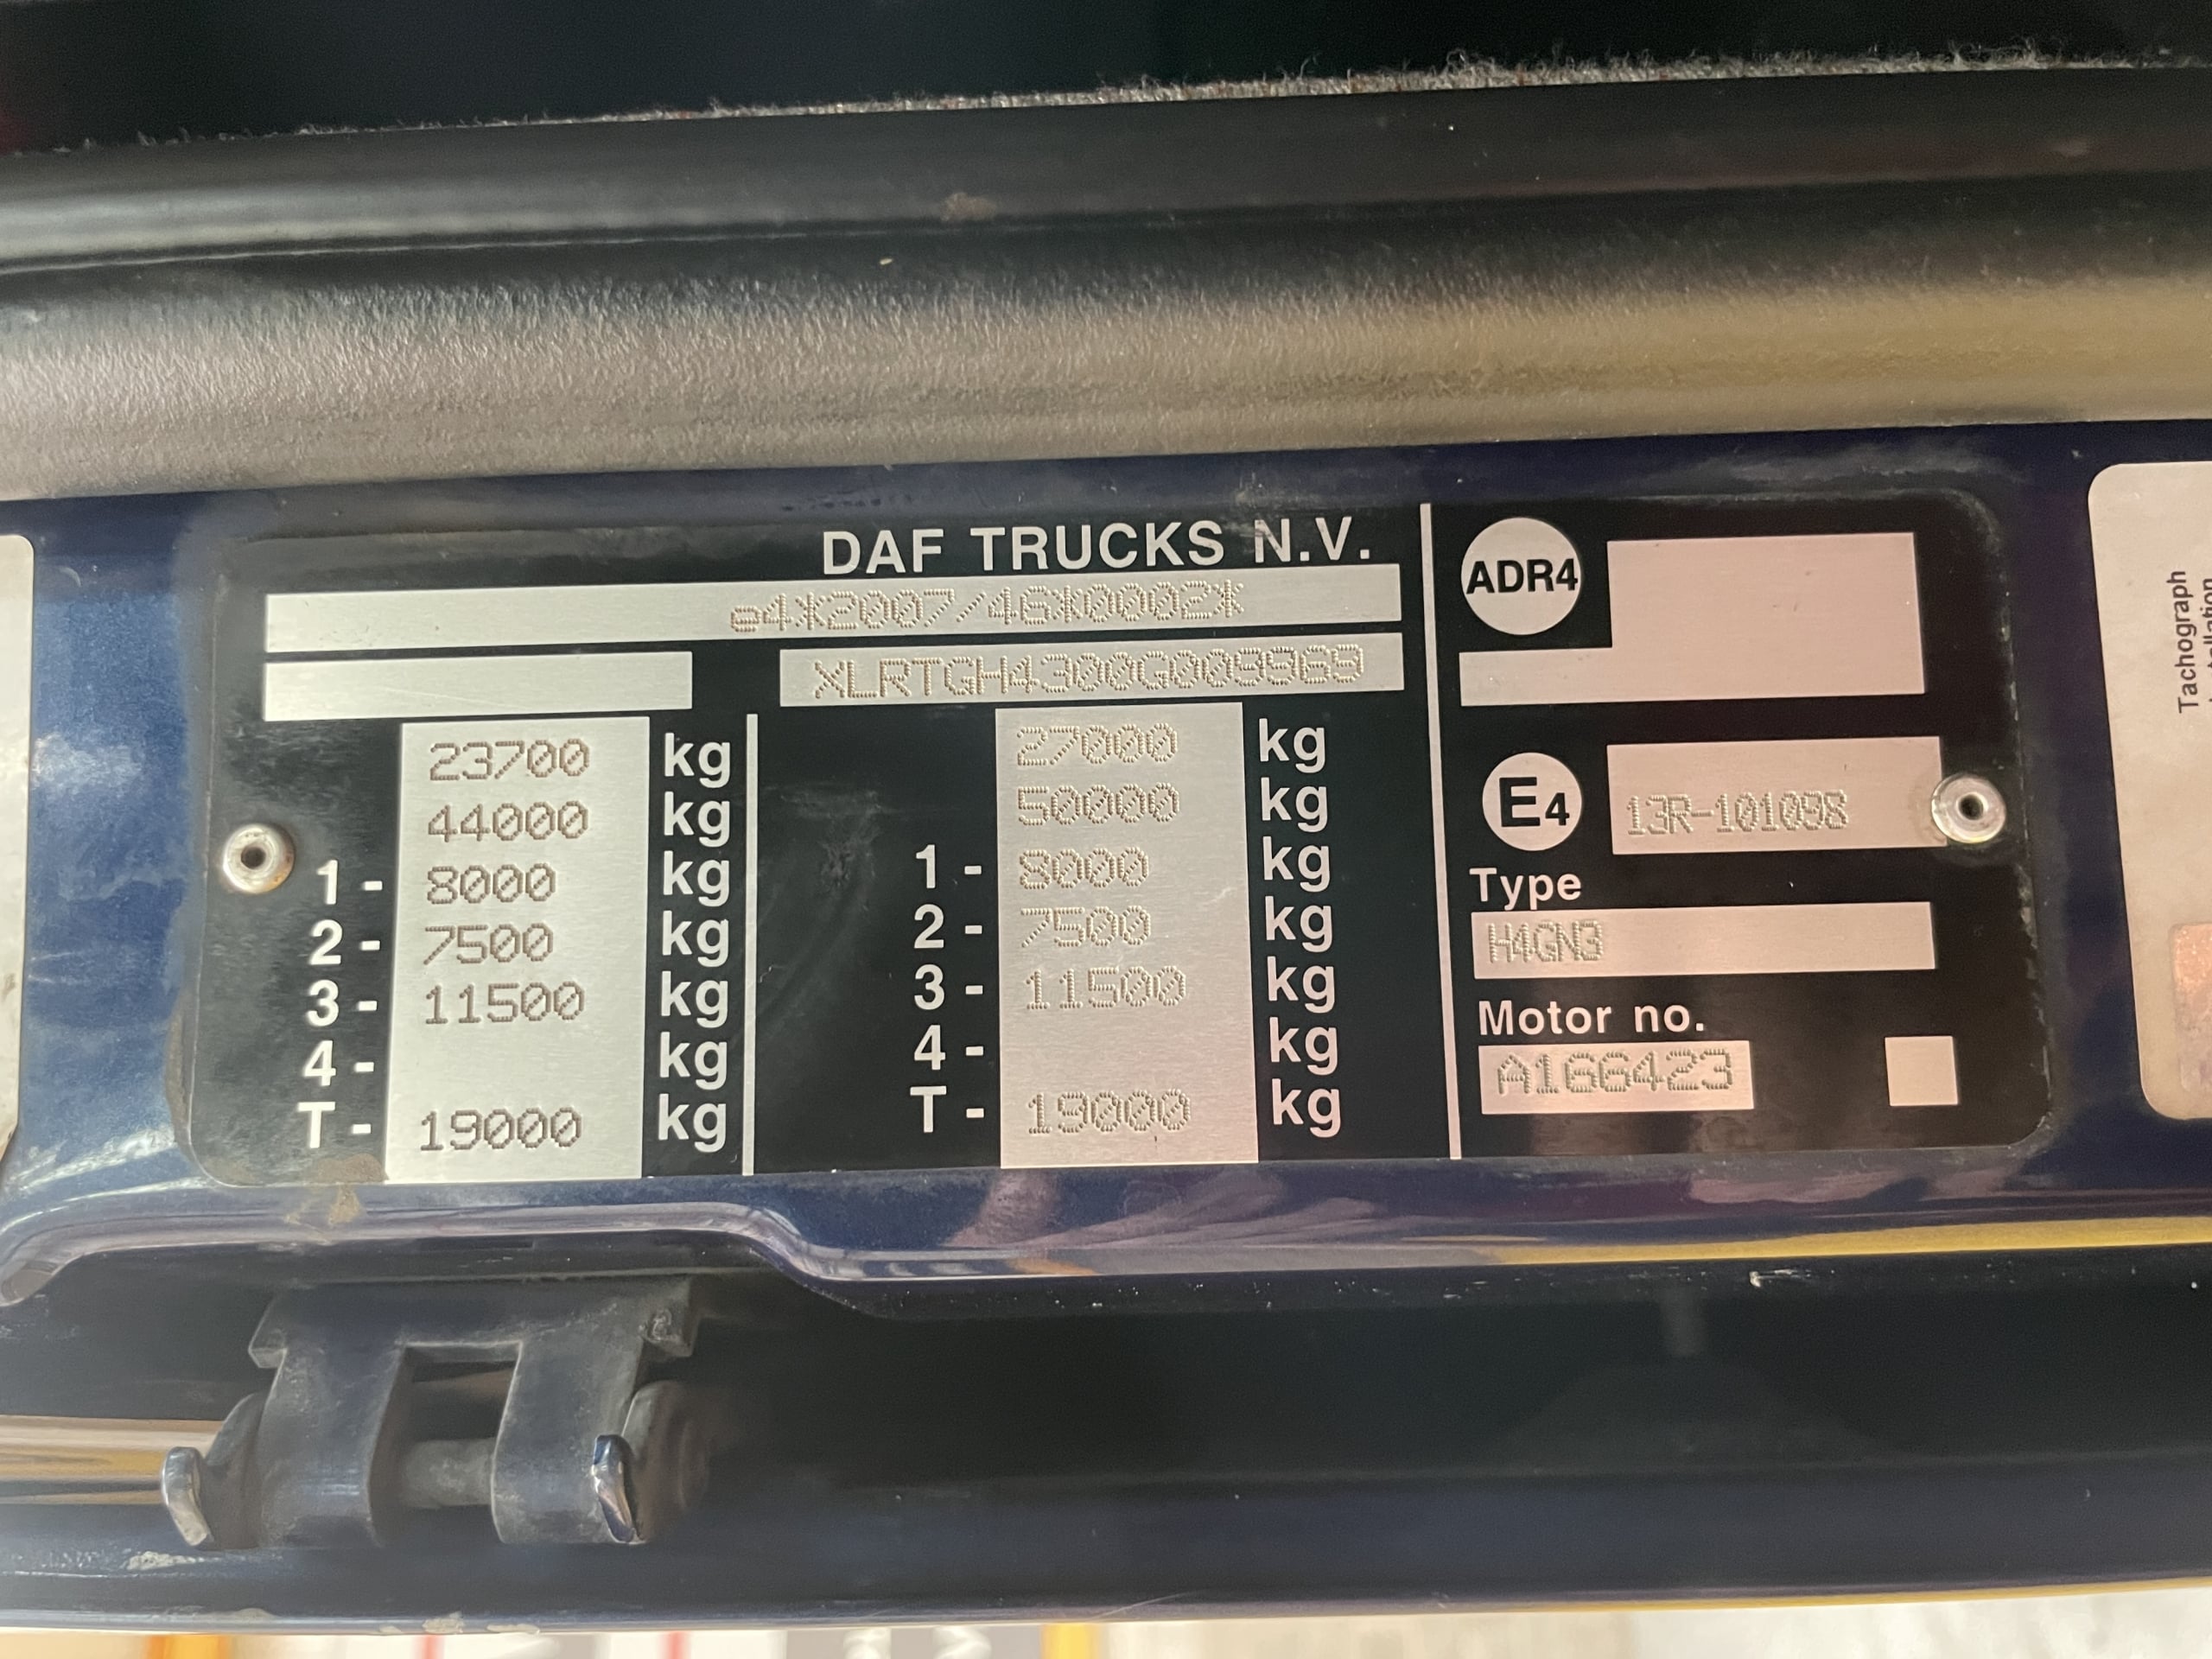 DAF TRUCKS N.V.
e4*2007/46*0002*
XLRTGH4300G009969
23700 kg
44000 kg
1 - 8000 kg
2 - 7500 kg
3 - 11500 kg
4 - kg
T - 19000 kg
27000 kg
50000 kg
1 - 8000 kg
2 - 7500 kg
3 - 11500 kg
4 - kg
T - 19000 kg
ADR4
E4 13R-101098
Type
H4GN3
Motor no.
A166423
Tachograph